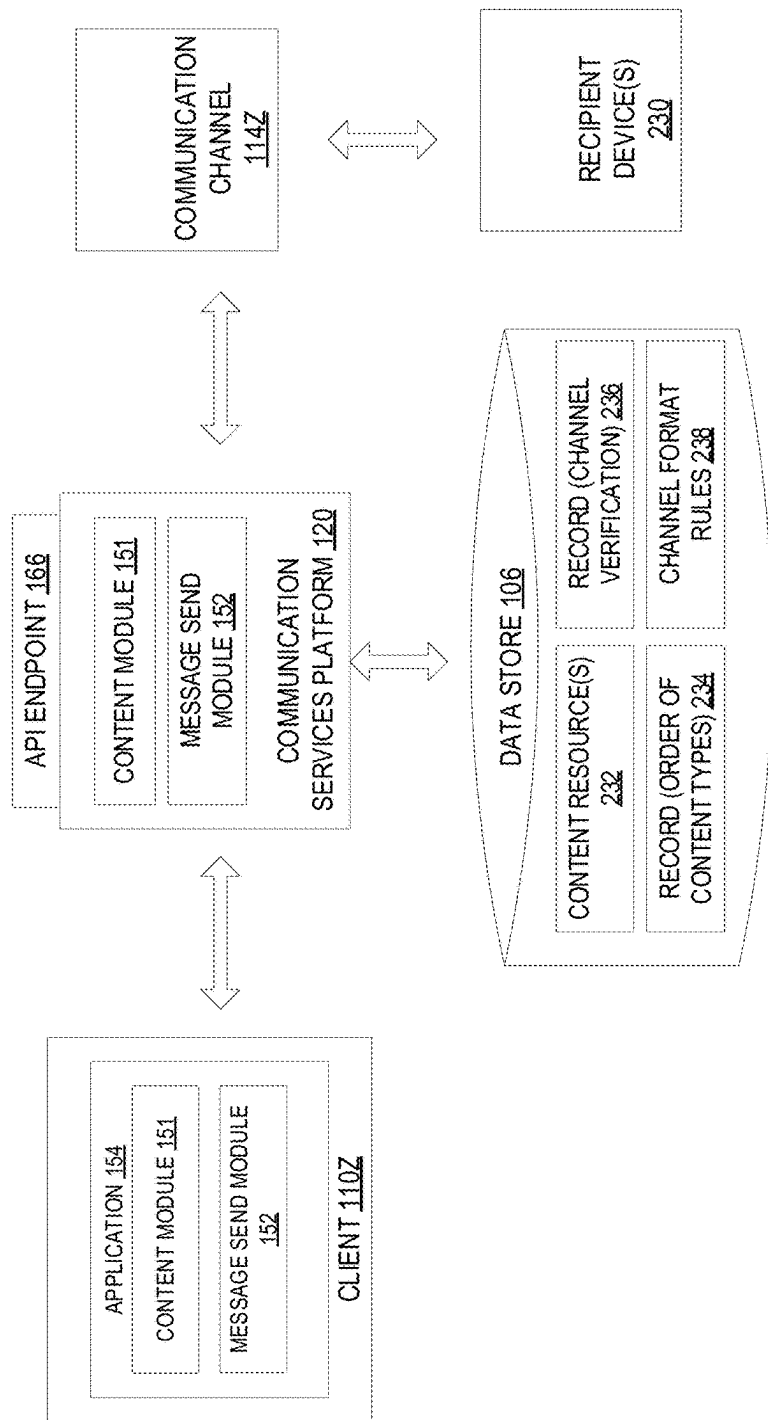 APPLICATION 154
CONTENT MODULE 151
MESSAGE SEND MODULE
152
CLIENT 110Z
API ENDPOINT 166
CONTENT MODULE 151
MESSAGE SEND
MODULE 152
COMMUNICATION
SERVICES PLATFORM 120
COMMUNICATION
CHANNEL
114Z
DATA STORE 106
CONTENT RESOURCE(S)
232
RECORD (CHANNEL
VERIFICATION) 236
RECORD (ORDER OF
CONTENT TYPES) 234
CHANNEL FORMAT
RULES 238
RECIPIENT
DEVICE(S)
230